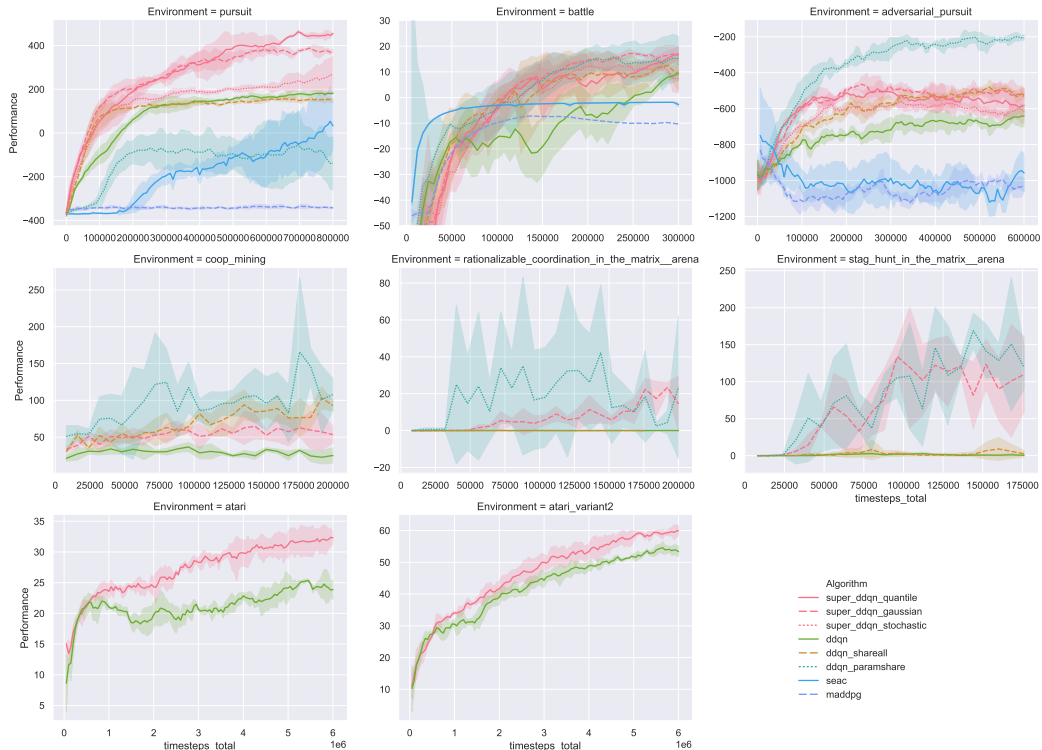 Environment = pursuit
Performance
400
200
0
−200
−400
0 100000 200000 300000 400000 500000 600000 700000 800000
Environment = battle
30
20
10
0
−10
−20
−30
−40
−50
0 50000 100000 150000 200000 250000 300000
Environment = adversarial_pursuit
−200
−400
−600
−800
−1000
−1200
0 100000 200000 300000 400000 500000 600000
Environment = coop_mining
Performance
250
200
150
100
50
0 25000 50000 75000 100000 125000 150000 175000 200000
Environment = rationalizable_coordination_in_the_matrix__arena
80
60
40
20
0
−20
0 25000 50000 75000 100000 125000 150000 175000 200000
Environment = stag_hunt_in_the_matrix__arena
250
200
150
100
50
0
0 25000 50000 75000 100000 125000 150000 175000
timesteps_total
Environment = atari
Performance
35
30
25
20
15
10
5
0 1 2 3 4 5 6
1e6
timesteps_total
Environment = atari_variant2
60
50
40
30
20
10
0 1 2 3 4 5 6
1e6
timesteps_total
Algorithm
super_ddqn_quantile
super_ddqn_gaussian
super_ddqn_stochastic
ddqn
ddqn_shareall
ddqn_paramshare
seac
maddpg